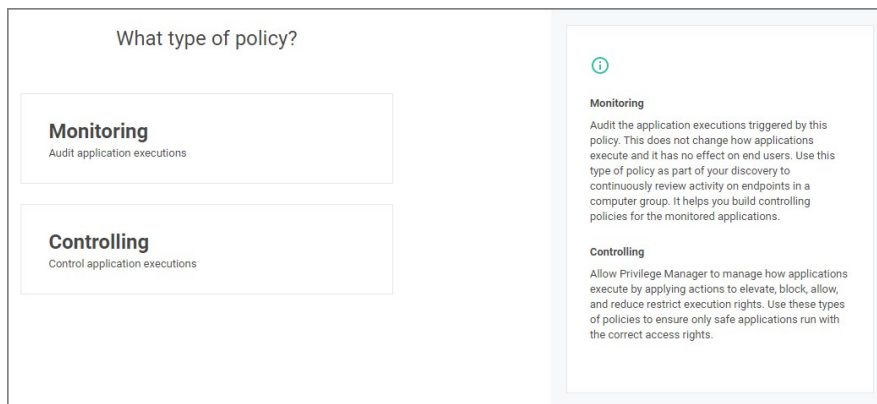 What type of policy?
Monitoring
Audit application executions
Controlling
Control application executions
Monitoring
Audit the application executions triggered by this
policy. This does not change how applications
execute and it has no effect on end users. Use this
type of policy as part of your discovery to
continuously review activity on endpoints in a
computer group. It helps you build controlling
policies for the monitored applications.
Controlling
Allow Privilege Manager to manage how applications
execute by applying actions to elevate, block, allow,
and reduce restrict execution rights. Use these types
of policies to ensure only safe applications run with
the correct access rights.